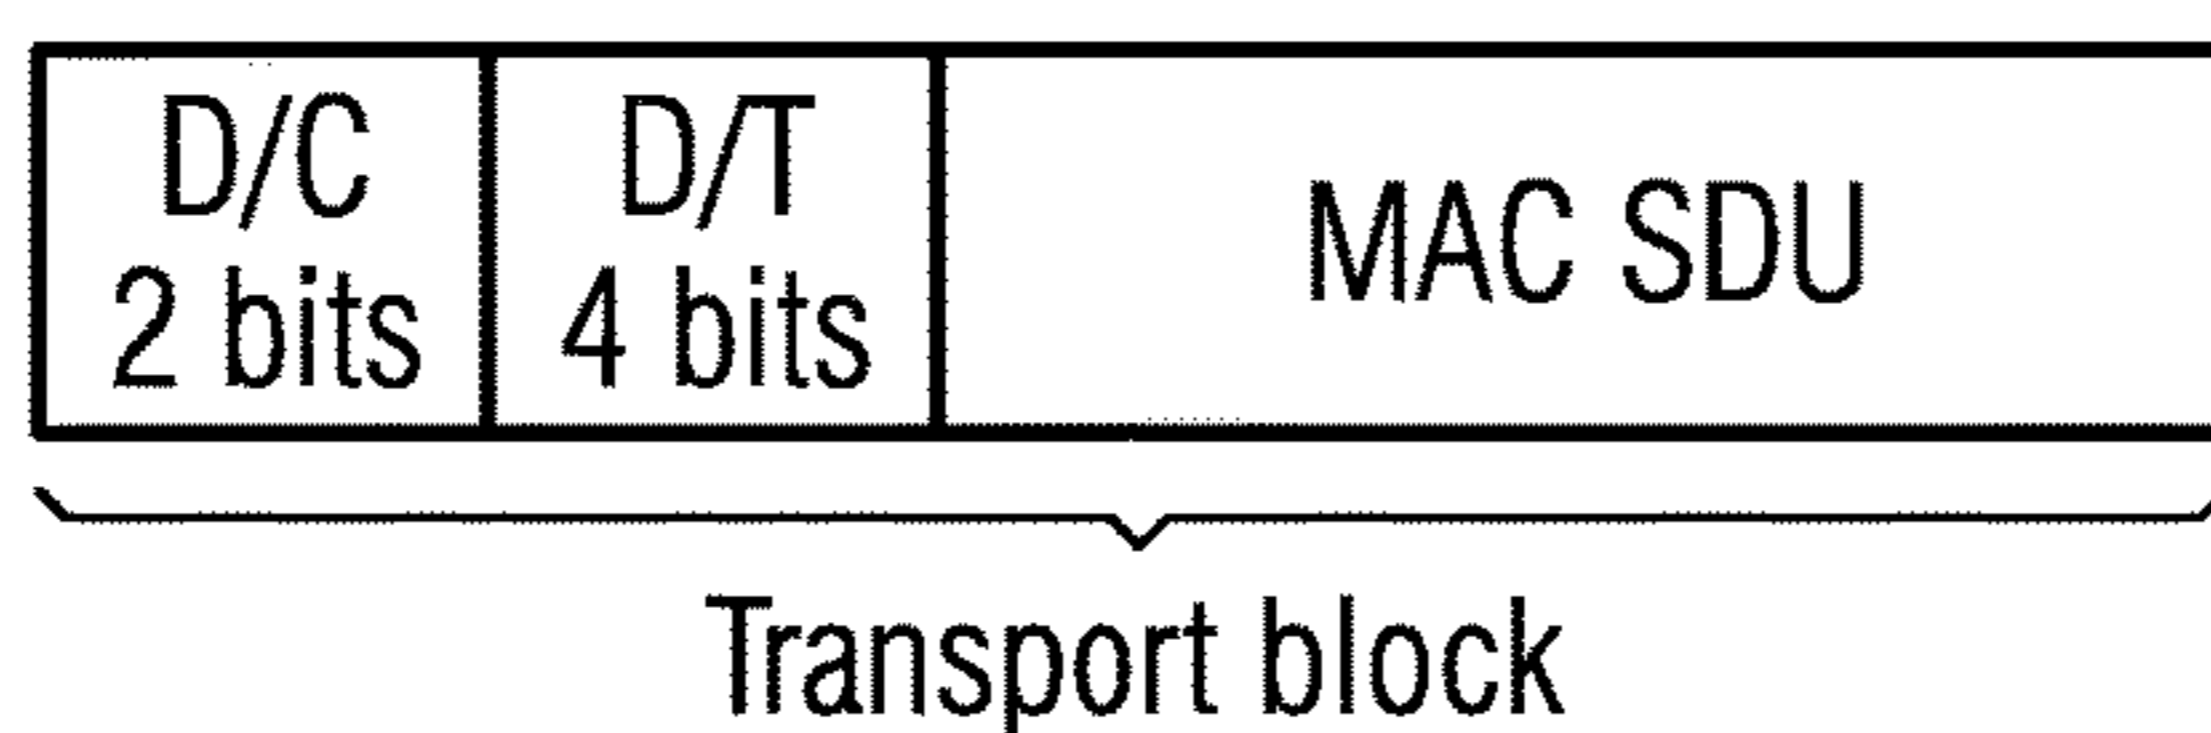 D/C
2 bits
D/T
4 bits
MAC SDU
Transport block